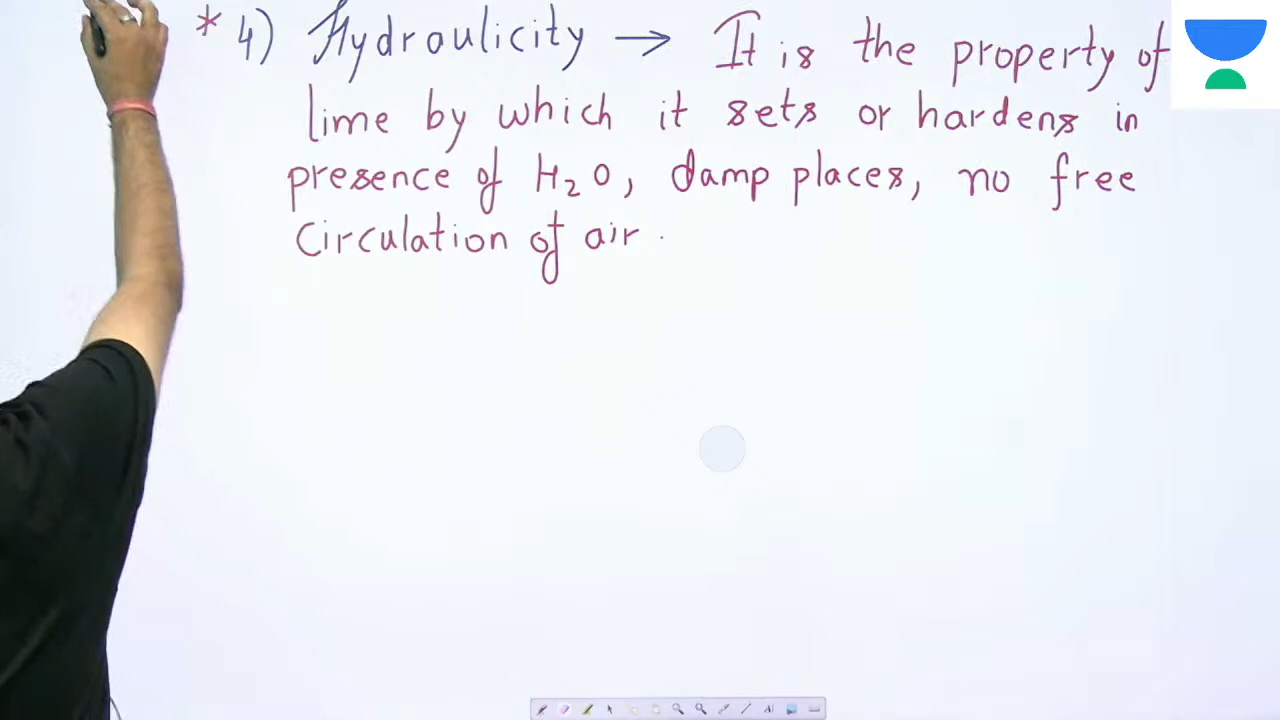 * 4) Hydraulicity → It is the property of
lime by which it sets or hardens in
presence of H₂O, damp places, no free
Circulation of air.